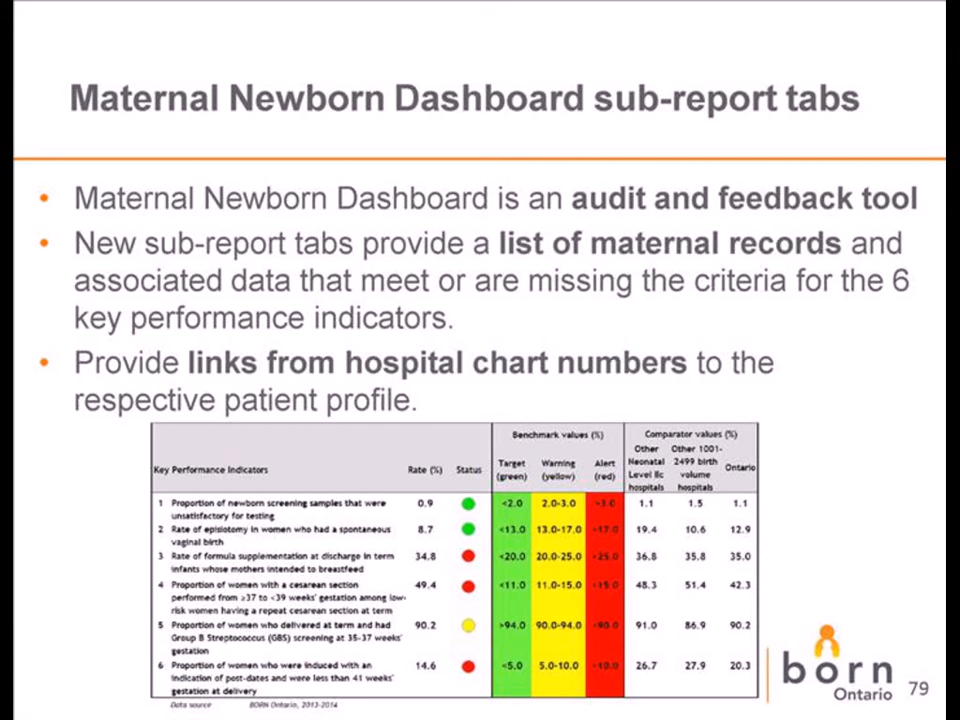 Maternal Newborn Dashboard sub-report tabs
• Maternal Newborn Dashboard is an audit and feedback tool
• New sub-report tabs provide a list of maternal records and
associated data that meet or are missing the criteria for the 6
key performance indicators.
• Provide links from hospital chart numbers to the
respective patient profile.
Benchmark values (%) Comparator values (%)
Key Performance Indicators Rate (%) Status Target (green) Warning (yellow) Alert (red) Other Neonatal Level IIc hospitals Other 1001-2499 birth volume hospitals Ontario
1 Proportion of newborn screening samples that were 0.9 <2.0 2.0-3.0 >3.0 1.1 1.5 1.1
unsatisfactory for testing
2 Rate of episiotomy in women who had a spontaneous 8.7 <13.0 13.0-17.0 >17.0 19.4 10.6 12.9
vaginal birth
3 Rate of formula supplementation at discharge in term 34.8 <20.0 20.0-25.0 >25.0 36.8 35.8 35.0
infants whose mothers intended to breastfeed
4 Proportion of women with a cesarean section 49.4 <11.0 11.0-15.0 >15.0 48.3 51.4 42.3
performed from ≥37 to <39 weeks' gestation among low-
risk women having a repeat cesarean section at term
5 Proportion of women who delivered at term and had 90.2 >94.0 90.0-94.0 <90.0 91.0 86.9 90.2
Group B Streptococcus (GBS) screening at 35-37 weeks'
gestation
6 Proportion of women who were induced with an 14.6 <5.0 5.0-10.0 >10.0 26.7 27.9 20.3
indication of post-dates and were less than 41 weeks'
gestation at delivery
Data source BORN Ontario, 2013-2014
born
Ontario
79